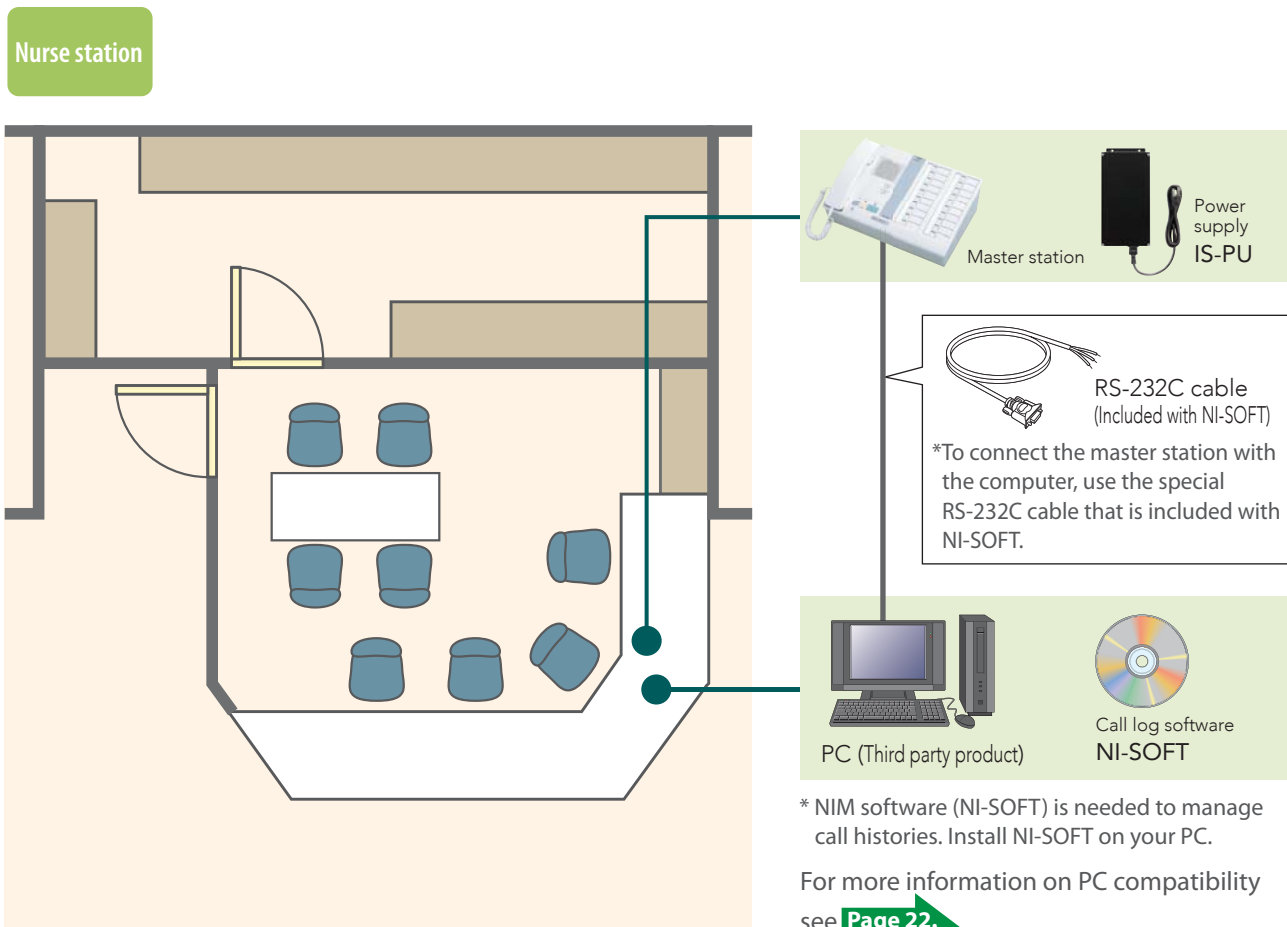 Nurse station
Master station
Power
supply
IS-PU
RS-232C cable
(Included with NI-SOFT)
*To connect the master station with
the computer, use the special
RS-232C cable that is included with
NI-SOFT.
PC (Third party product)
Call log software
NI-SOFT
* NIM software (NI-SOFT) is needed to manage
call histories. Install NI-SOFT on your PC.
For more information on PC compatibility
see Page 22.